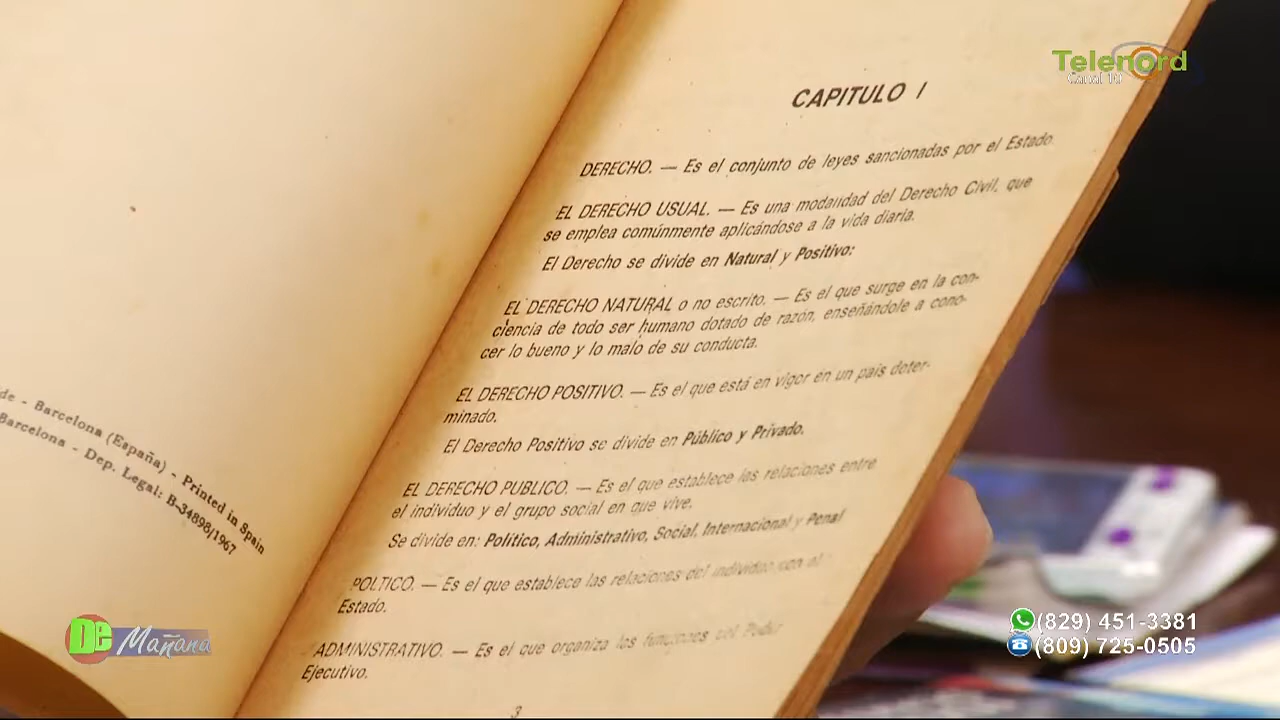 Telenord
Canal 10
CAPITULO I
DERECHO. — Es el conjunto de leyes sancionadas por el Estado.
EL DERECHO USUAL. — Es una modalidad del Derecho Civil, que
se emplea comúnmente aplicándose a la vida diaria.
El Derecho se divide en Natural y Positivo:
EL DERECHO NATURAL o no escrito. — Es el que surge en la con-
ciencia de todo ser humano dotado de razón, enseñándole a cono-
cer lo bueno y lo malo de su conducta.
EL DERECHO POSITIVO. — Es el que está en vigor en un país deter-
minado.
El Derecho Positivo se divide en Público y Privado.
EL DERECHO PUBLICO. — Es el que establece las relaciones entre
el individuo y el grupo social en que vive.
Se divide en: Político, Administrativo, Social, Internacional y Penal
POLTICO. — Es el que establece las relaciones del individuo con el
Estado.
ADMINISTRATIVO. — Es el que organiza las funciones del Poder
Ejecutivo.
3
de - Barcelona (España) - Printed in Spain
Barcelona - Dep. Legal: B-34898/1967
De Mañana
(829) 451-3381
(809) 725-0505